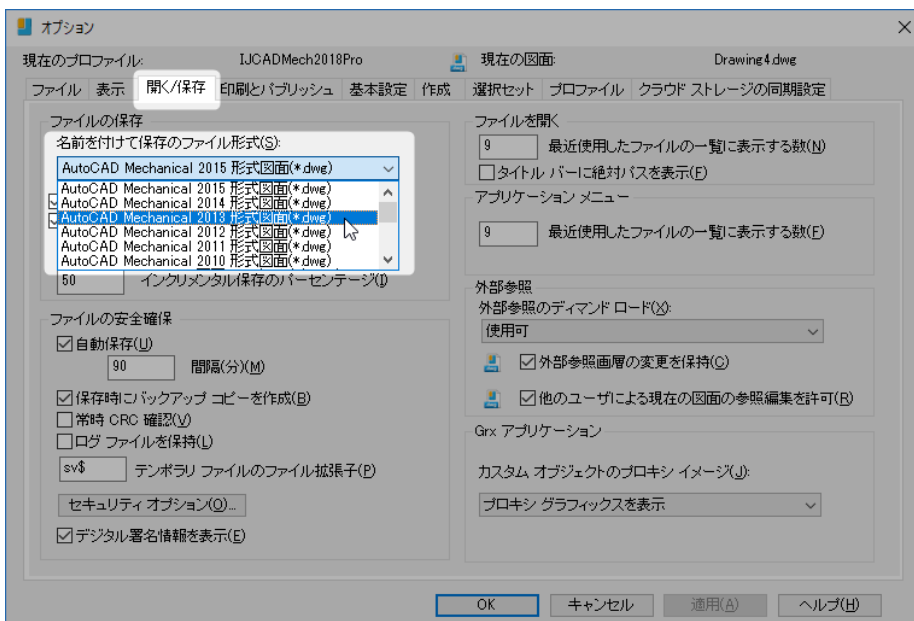 オプション
現在のプロファイル: IJCADMech2018Pro 現在の図面: Drawing4.dwg
ファイル 表示 開く/保存 印刷とパブリッシュ 基本設定 作成 選択セット プロファイル クラウド ストレージの同期設定
ファイルの保存
名前を付けて保存のファイル形式(S):
AutoCAD Mechanical 2015 形式図面(*.dwg)
AutoCAD Mechanical 2015 形式図面(*.dwg)
AutoCAD Mechanical 2014 形式図面(*.dwg)
AutoCAD Mechanical 2013 形式図面(*.dwg)
AutoCAD Mechanical 2012 形式図面(*.dwg)
AutoCAD Mechanical 2011 形式図面(*.dwg)
AutoCAD Mechanical 2010 形式図面(*.dwg)
50 インクリメンタル保存のパーセンテージ(I)
ファイルの安全確保
自動保存(U)
90 間隔(分)(M)
保存時にバックアップ コピーを作成(B)
常時 CRC 確認(V)
ログ ファイルを保持(L)
sv$ テンポラリ ファイルのファイル拡張子(P)
セキュリティ オプション(O)...
デジタル署名情報を表示(E)
ファイルを開く
9 最近使用したファイルの一覧に表示する数(N)
タイトル バーに絶対パスを表示(F)
アプリケーション メニュー
9 最近使用したファイルの一覧に表示する数(F)
外部参照
外部参照のディマンド ロード(X):
使用可
外部参照画層の変更を保持(C)
他のユーザによる現在の図面の参照編集を許可(R)
Grx アプリケーション
カスタム オブジェクトのプロキシ イメージ(J):
プロキシ グラフィックスを表示
OK キャンセル 適用(A) ヘルプ(H)